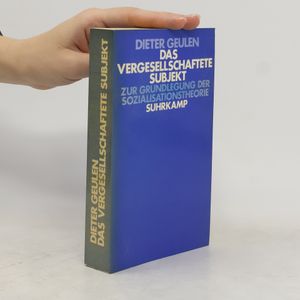 DIETER GEULEN
DAS
VERGESELLSCHAFTETE
SUBJEKT
ZUR GRUNDLEGUNG DER
SOZIALISATIONSTHEORIE
SUHRKAMP
DIETER GEULEN
DAS VERGESELLSCHAFTETE SUBJEKT